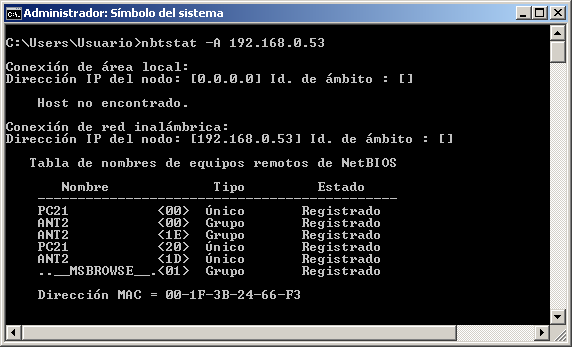 Administrador: Símbolo del sistema
C:\Users\Usuario>nbtstat -A 192.168.0.53
Conexión de área local:
Dirección IP del nodo: [0.0.0.0] Id. de ámbito : []
Host no encontrado.
Conexión de red inalámbrica:
Dirección IP del nodo: [192.168.0.53] Id. de ámbito : []
Tabla de nombres de equipos remotos de NetBIOS
Nombre Tipo Estado
---------------------------------------------
PC21 <00> Único Registrado
ANT2 <00> Grupo Registrado
ANT2 <1E> Grupo Registrado
PC21 <20> Único Registrado
ANT2 <1D> Único Registrado
..__MSBROWSE__.<01> Grupo Registrado
Dirección MAC = 00-1F-3B-24-66-F3